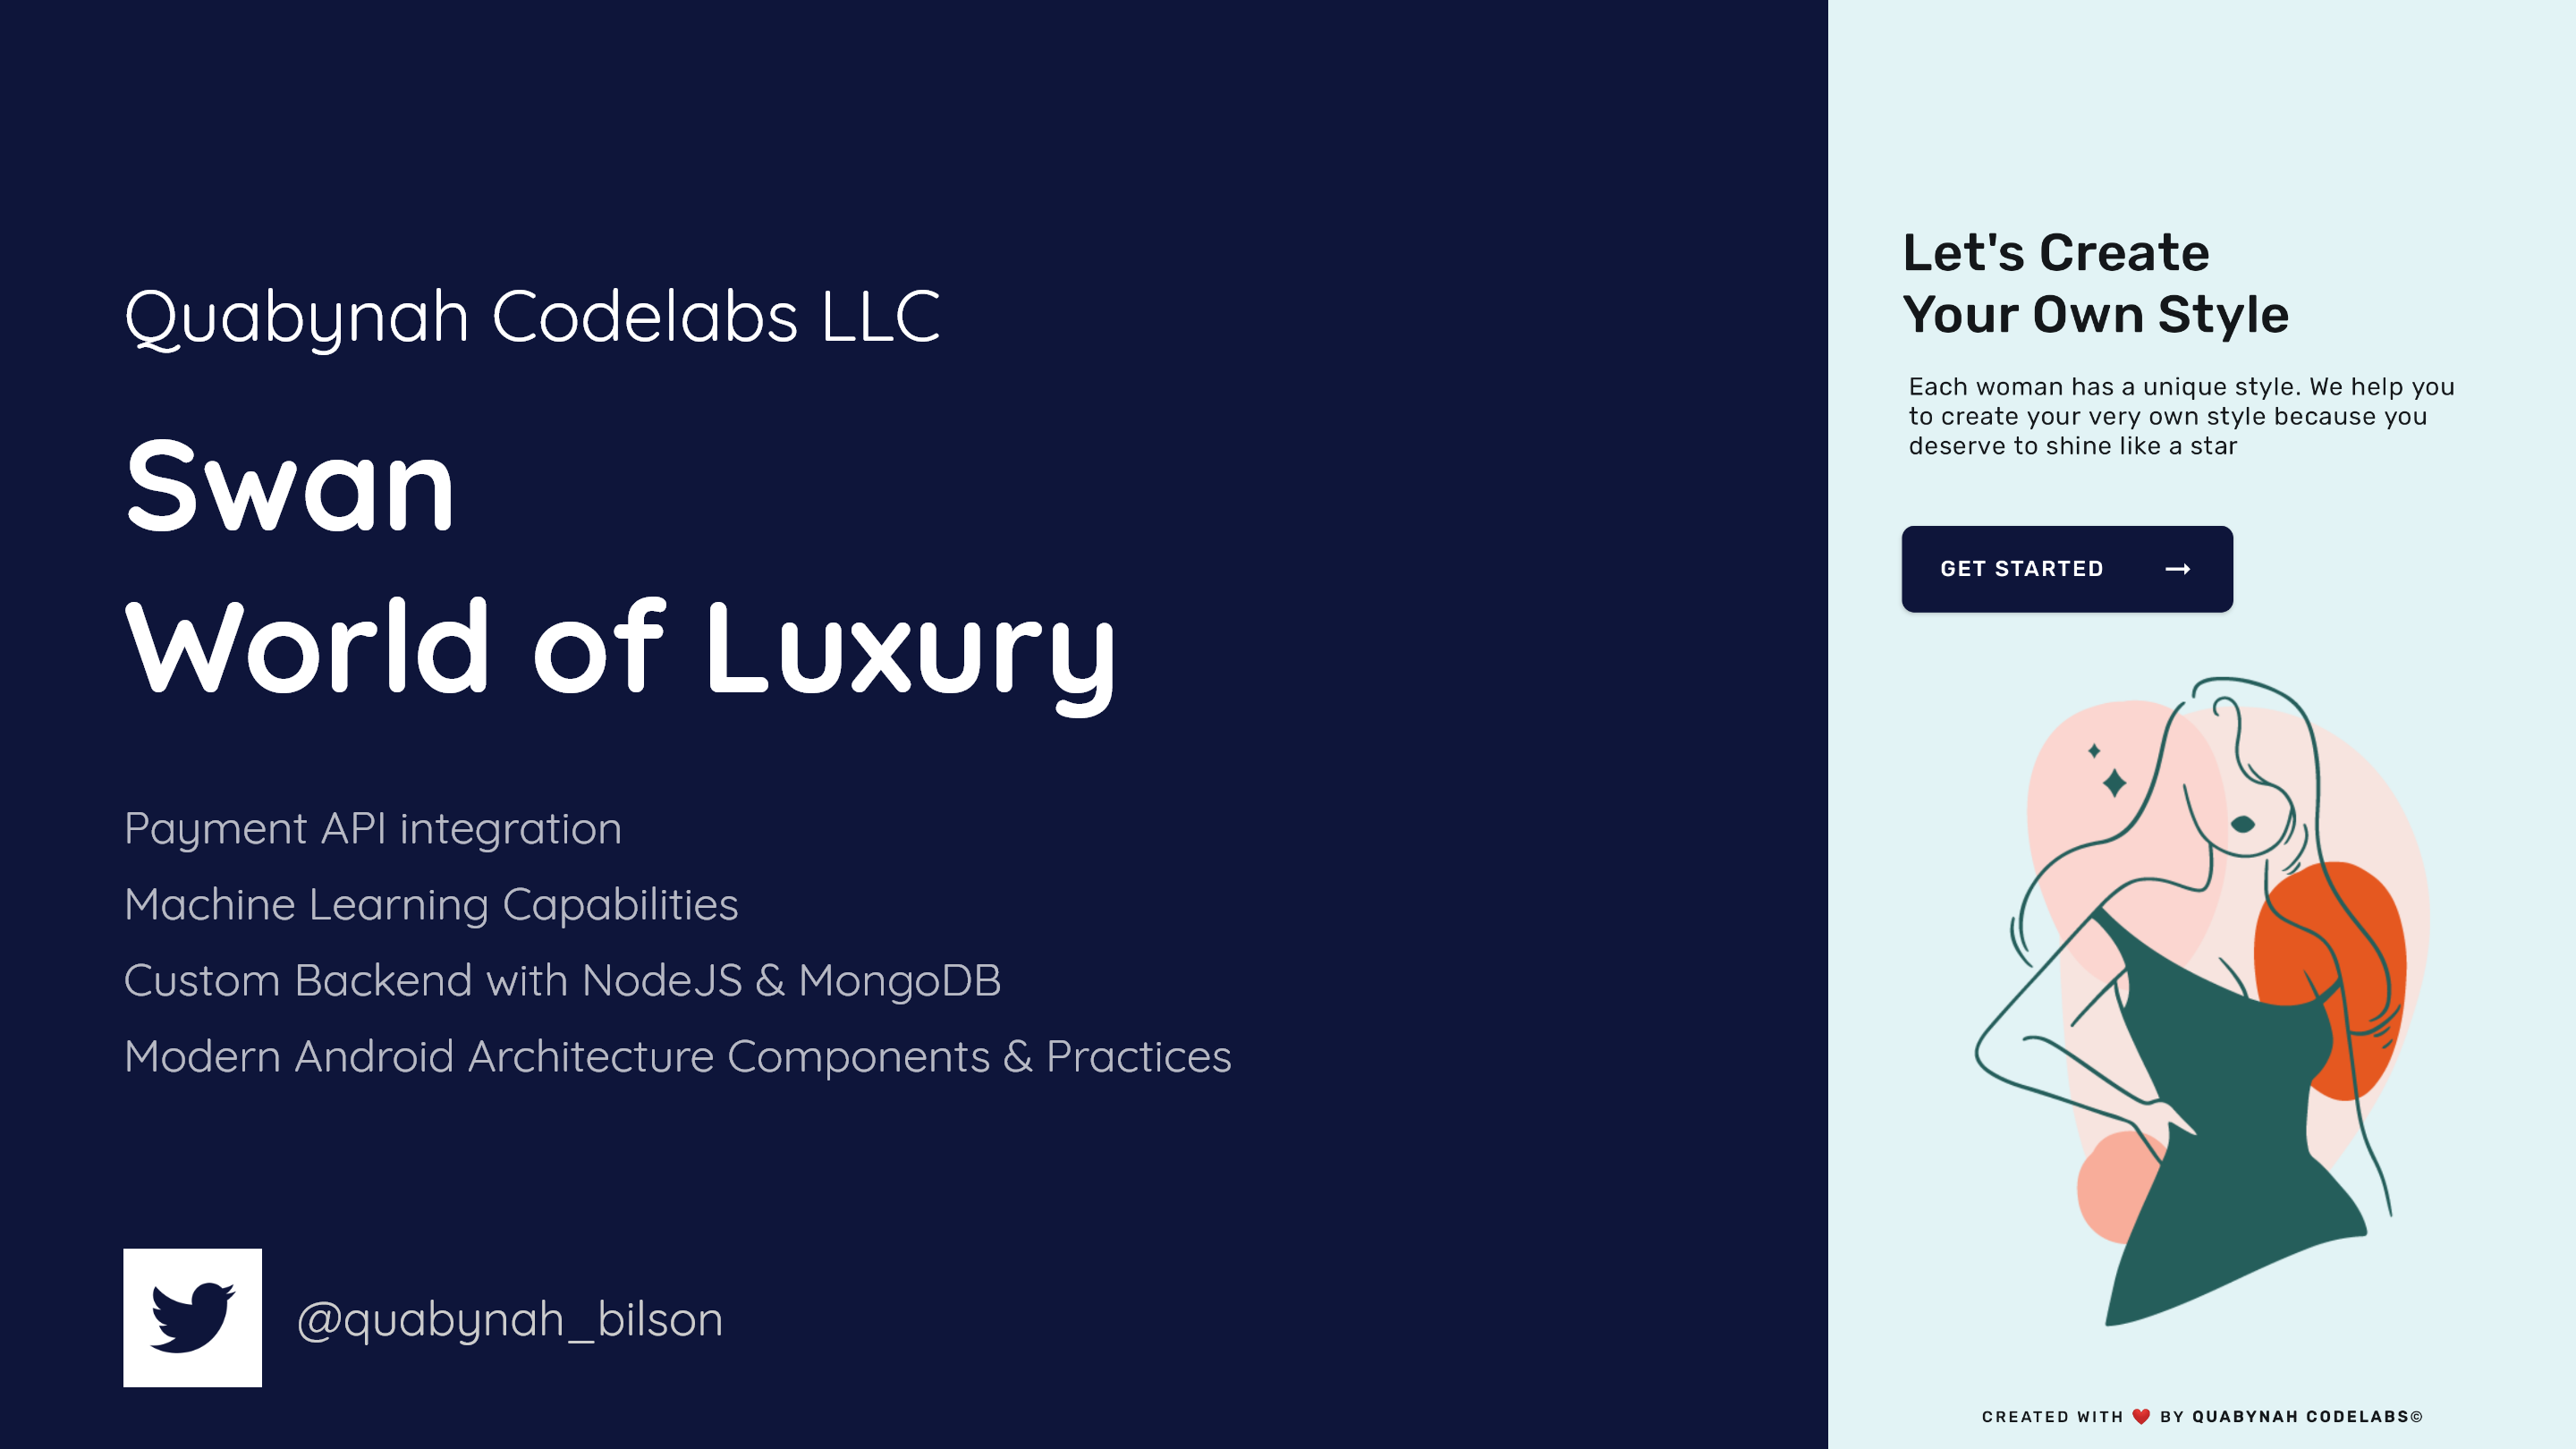 Quabynah Codelabs LLC
Swan
World of Luxury
Payment API integration
Machine Learning Capabilities
Custom Backend with NodeJS & MongoDB
Modern Android Architecture Components & Practices
@quabynah_bilson
Let's Create
Your Own Style
Each woman has a unique style. We help you
to create your very own style because you
deserve to shine like a star
GET STARTED →
CREATED WITH ❤️ BY QUABYNAH CODELABS©